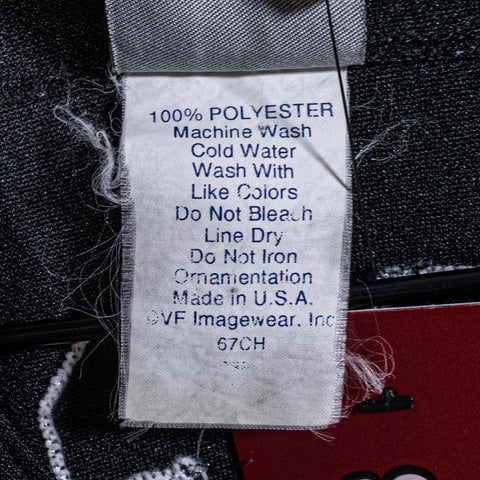 100% POLYESTER
Machine Wash
Cold Water
Wash With
Like Colors
Do Not Bleach
Line Dry
Do Not Iron
Ornamentation
Made in U.S.A.
VF Imagewear, Inc
67CH